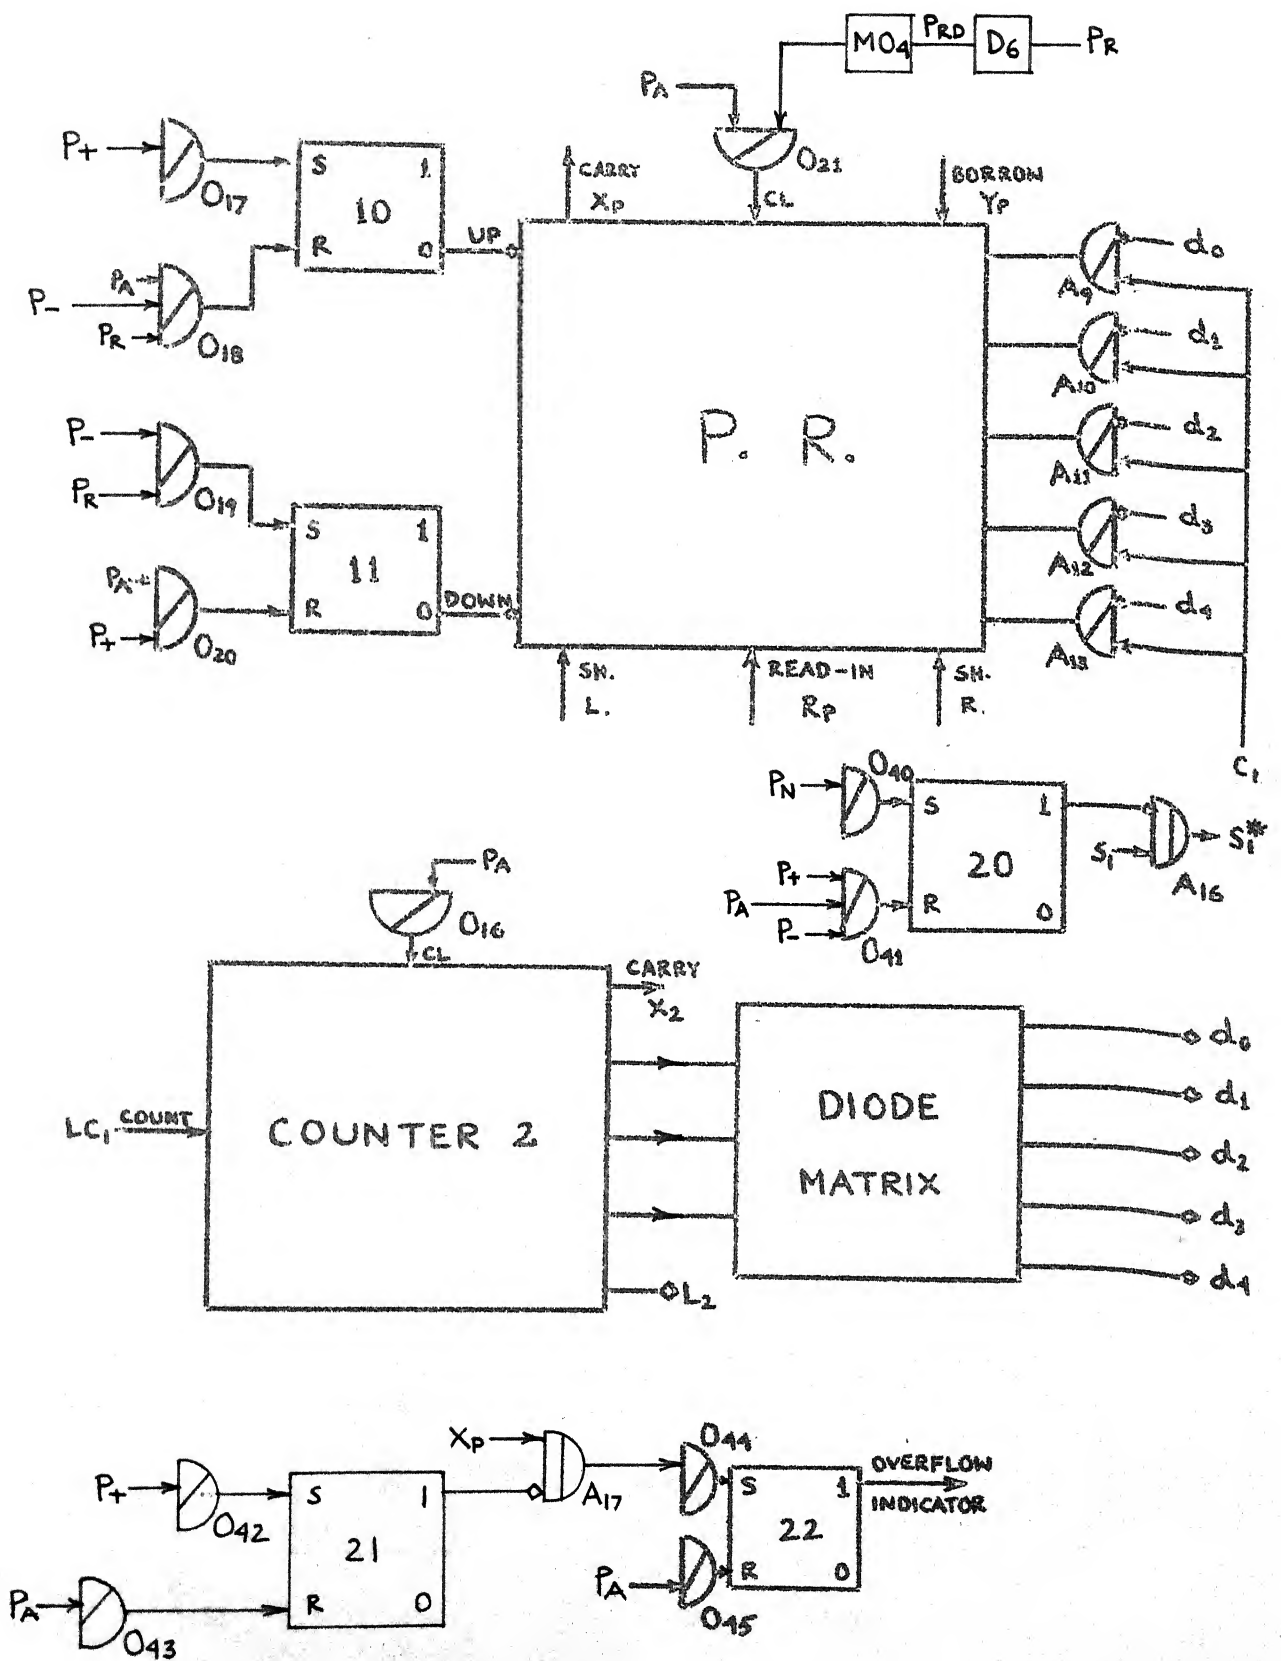 MO4 PRD D6 PR
PA
P+ O17 S 1 10 R 0 UP
CARRY XP
O21 CL
BORROW YP
PA P- PR O18
P- PR O19 S 1 11 R 0 DOWN
PA P+ O20
P. R.
A9 d0
A10 d1
A11 d2
A12 d3
A13 d4
C1
SH. L.
READ-IN RP
SH. R.
PN O40 S 1 20 R 0
P+ PA P- O41
S1 A16 S1*
PA O16 CL
CARRY X2
LC1 COUNT
COUNTER 2
L2
DIODE
MATRIX
d0
d1
d2
d3
d4
P+ O42 S 1 21 R 0
PA O43
XP A17
O44 S 1 22 R 0
PA O45
OVERFLOW
INDICATOR